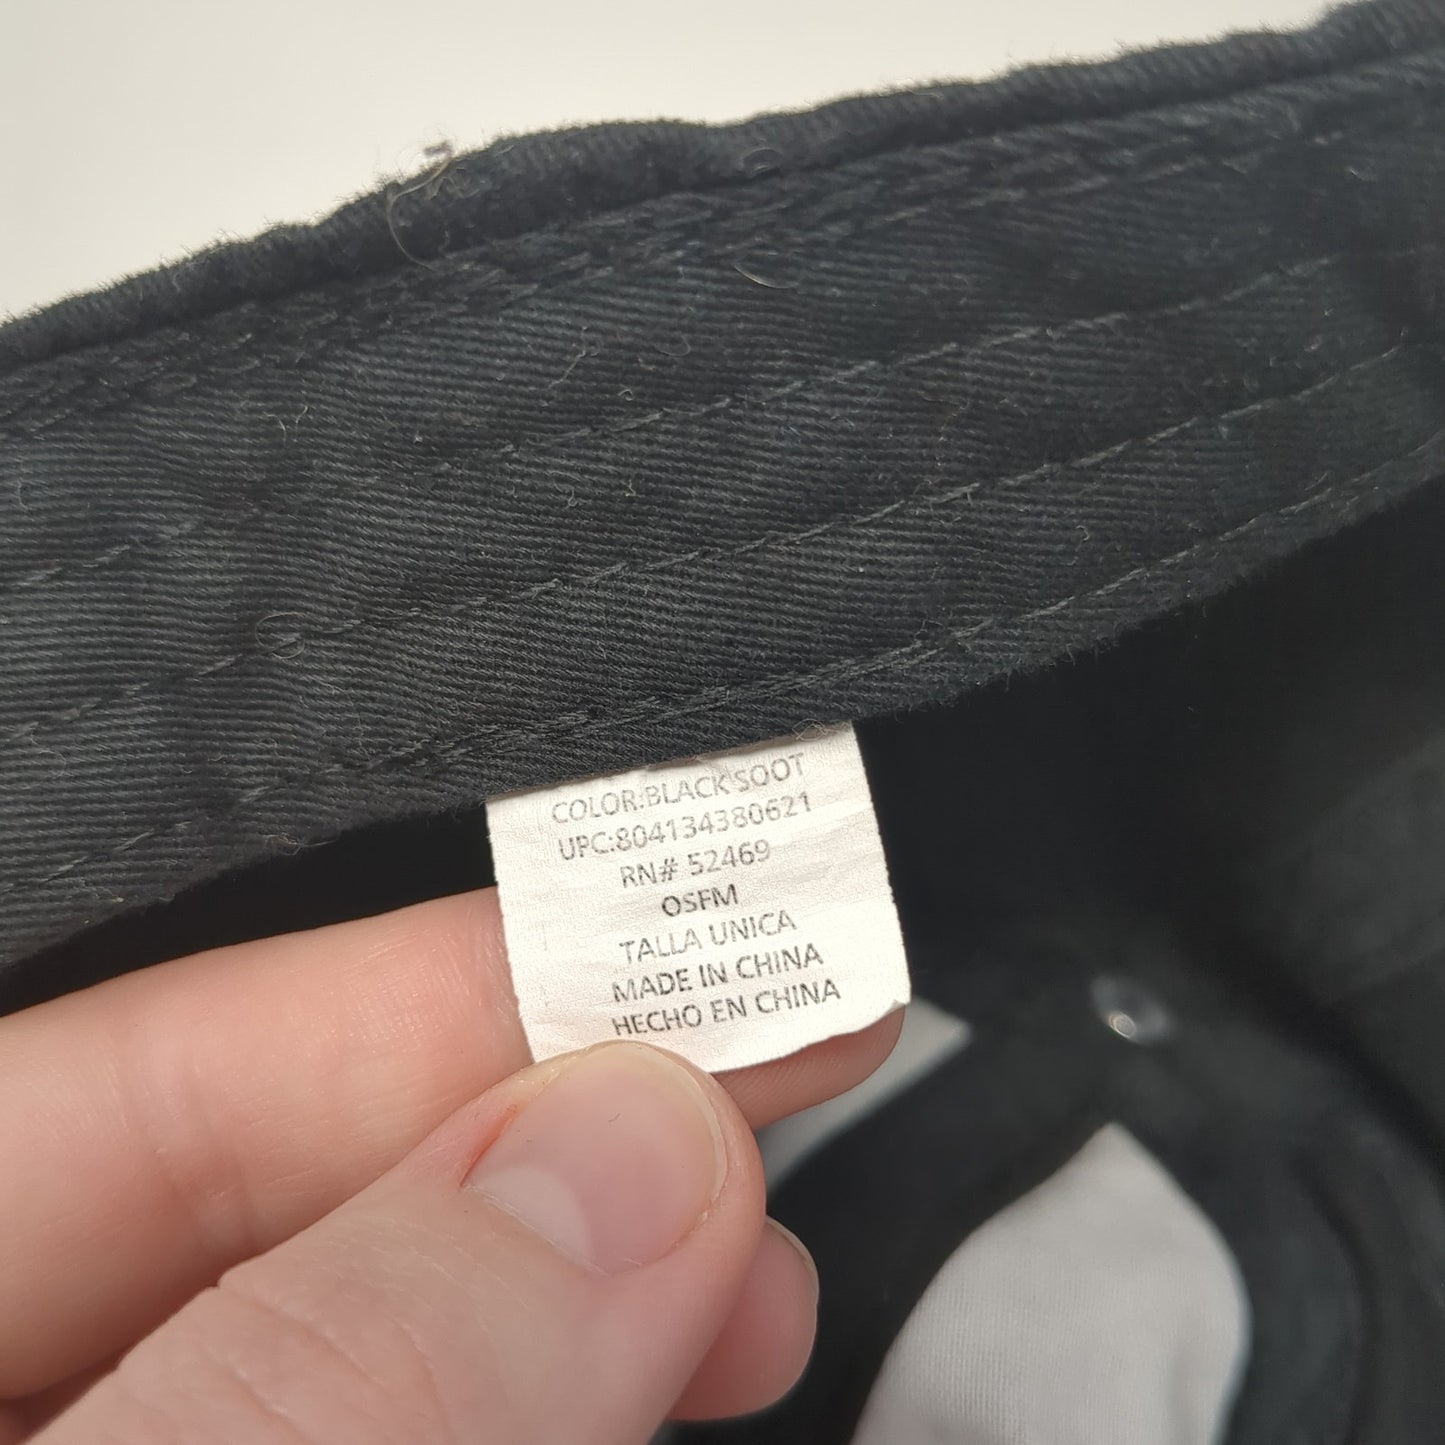 COLOR:BLACK SOOT
UPC:804134380621
RN# 52469
OSFM
TALLA UNICA
MADE IN CHINA
HECHO EN CHINA